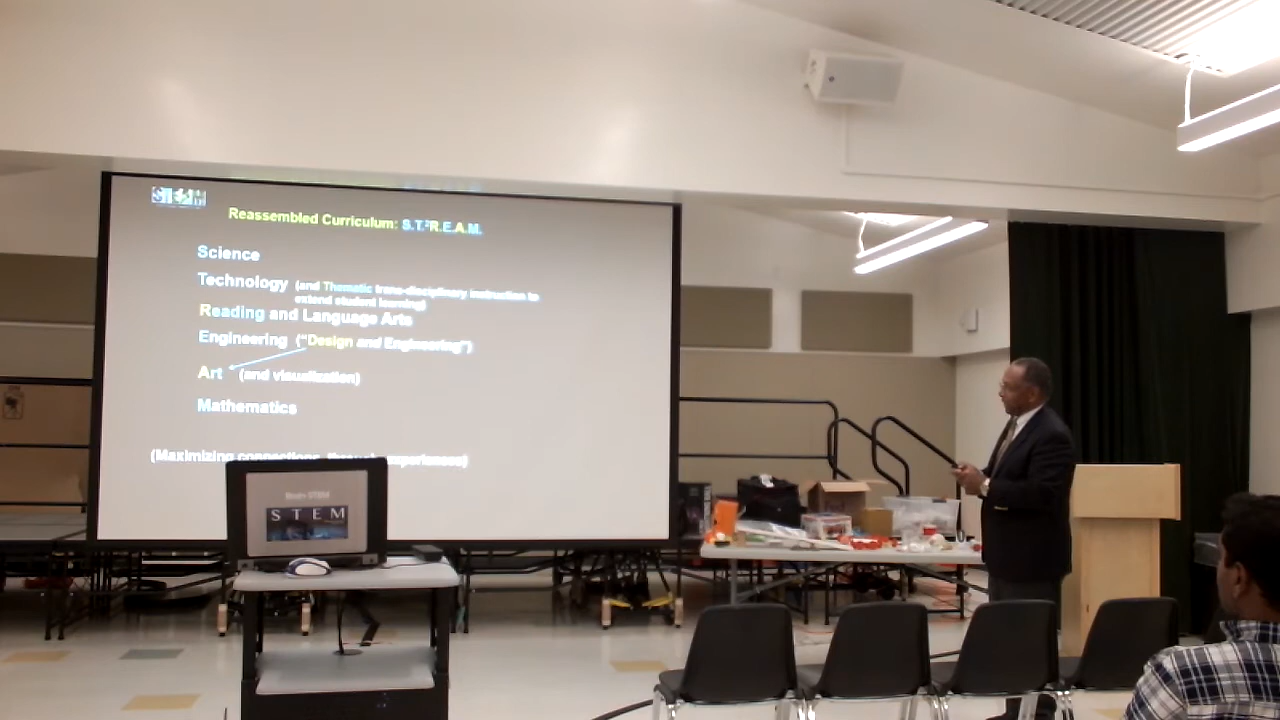 STEM
Reassembled Curriculum: S.T.²R.E.A.M.
Science
Technology (and Thematic trans-disciplinary instruction to
extend student learning)
Reading and Language Arts
Engineering ("Design and Engineering")
Art (and visualization)
Mathematics
(Maximizing connections through experiences)
STEM